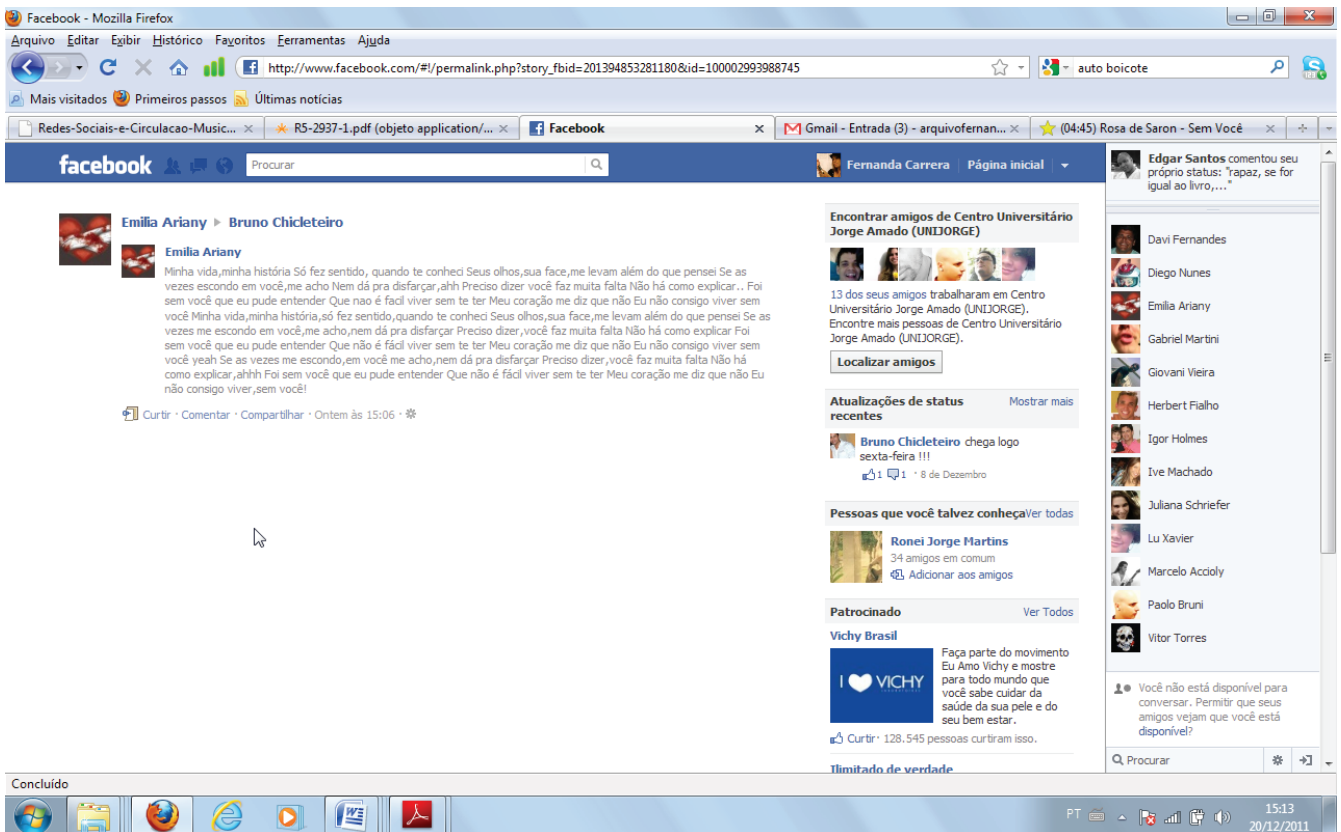 Facebook - Mozilla Firefox
Arquivo Editar Exibir Histórico Favoritos Ferramentas Ajuda
http://www.facebook.com/#!/permalink.php?story_fbid=201394853281180&id=100002993988745
auto boicote
Mais visitados Primeiros passos Últimas notícias
Redes-Sociais-e-Circulacao-Music...
R5-2937-1.pdf (objeto application/...
Facebook
Gmail - Entrada (3) - arquivofernan...
(04:45) Rosa de Saron - Sem Você
facebook
Procurar
Fernanda Carrera
Página inicial
Emilia Ariany Bruno Chicleteiro
Emilia Ariany
Minha vida,minha história Só fez sentido, quando te conheci Seus olhos,sua face,me levam além do que pensei Se as
vezes escondo em você,me acho Nem dá pra disfarçar,ahh Preciso dizer você faz muita falta Não há como explicar.. Foi
sem você que eu pude entender Que nao é facil viver sem te ter Meu coração me diz que não Eu não consigo viver sem
você Minha vida,minha história,só fez sentido,quando te conheci Seus olhos,sua face,me levam além do que pensei Se as
vezes me escondo em você,me acho,nem dá pra disfarçar Preciso dizer,você faz muita falta Não há como explicar Foi
sem você que eu pude entender Que não é fácil viver sem te ter Meu coração me diz que não Eu não consigo viver sem
você yeah Se as vezes me escondo,em você me acho,nem dá pra disfarçar Preciso dizer,você faz muita falta Não há
como explicar,ahhh Foi sem você que eu pude entender Que não é fácil viver sem te ter Meu coração me diz que não Eu
não consigo viver,sem você!
Curtir · Comentar · Compartilhar · Ontem às 15:06 ·
Encontrar amigos de Centro Universitário
Jorge Amado (UNIJORGE)
13 dos seus amigos trabalharam em Centro
Universitário Jorge Amado (UNIJORGE).
Encontre mais pessoas de Centro Universitário
Jorge Amado (UNIJORGE).
Localizar amigos
Atualizações de status
recentes
Mostrar mais
Bruno Chicleteiro chega logo
sexta-feira !!!
1 1 · 8 de Dezembro
Pessoas que você talvez conheça Ver todas
Ronei Jorge Martins
34 amigos em comum
Adicionar aos amigos
Patrocinado Ver Todos
Vichy Brasil
I VICHY
Faça parte do movimento
Eu Amo Vichy e mostre
para todo mundo que
você sabe cuidar da
saúde da sua pele e do
seu bem estar.
Curtir · 128.545 pessoas curtiram isso.
Ilimitado de verdade
Edgar Santos comentou seu
próprio status: "rapaz, se for
igual ao livro,..."
Davi Fernandes
Diego Nunes
Emilia Ariany
Gabriel Martini
Giovani Vieira
Herbert Fialho
Igor Holmes
Ive Machado
Juliana Schriefer
Lu Xavier
Marcelo Accioly
Paolo Bruni
Vitor Torres
Você não está disponível para
conversar. Permitir que seus
amigos vejam que você está
disponível?
Procurar
Concluído
PT
15:13
20/12/2011